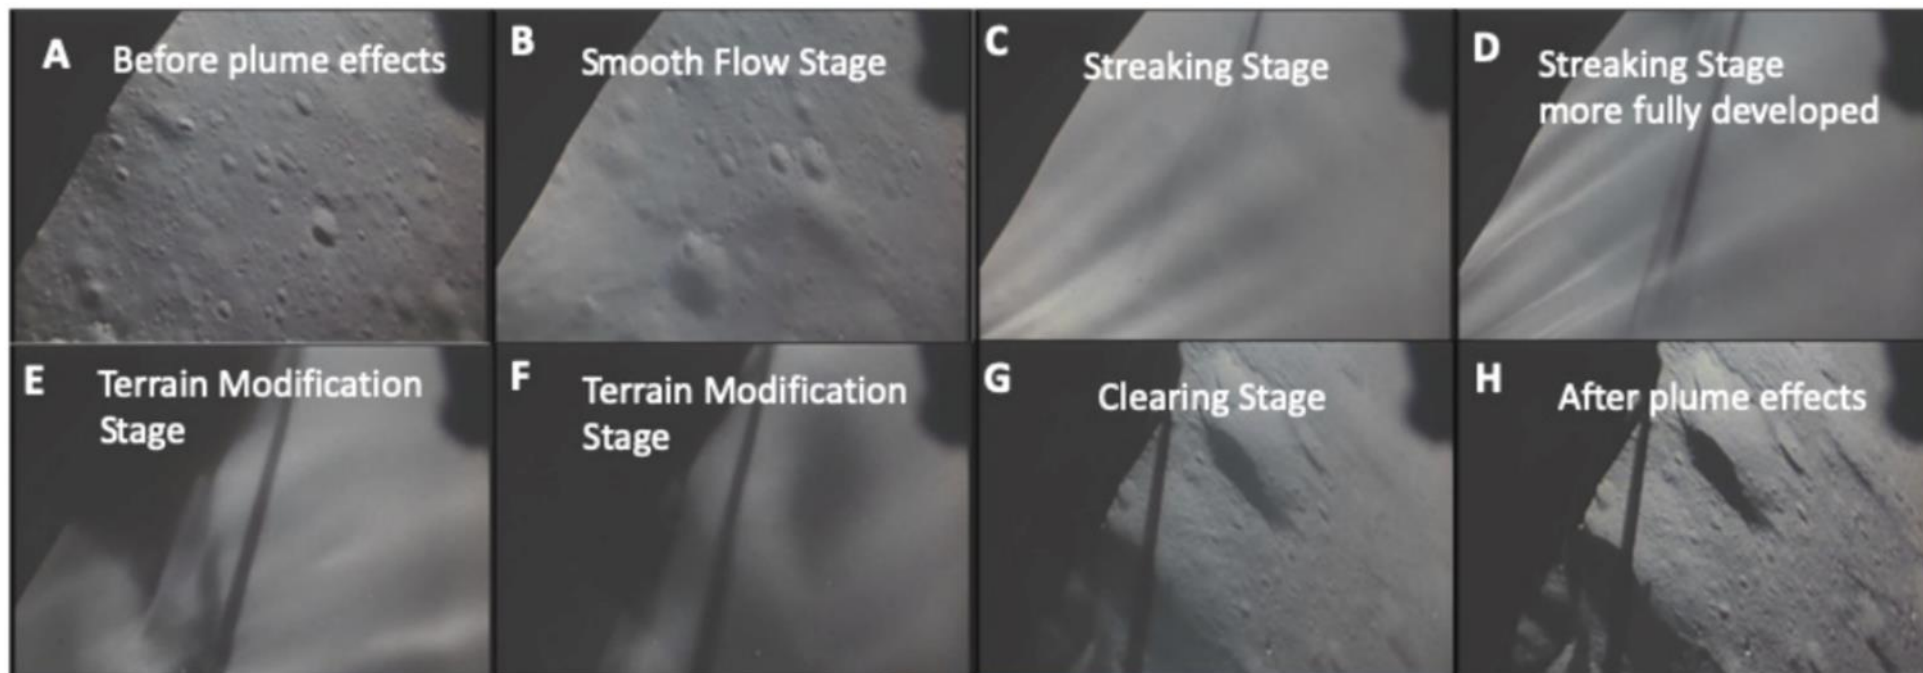 A Before plume effects
B Smooth Flow Stage
C Streaking Stage
D Streaking Stage
more fully developed
E Terrain Modification
Stage
F Terrain Modification
Stage
G Clearing Stage
H After plume effects